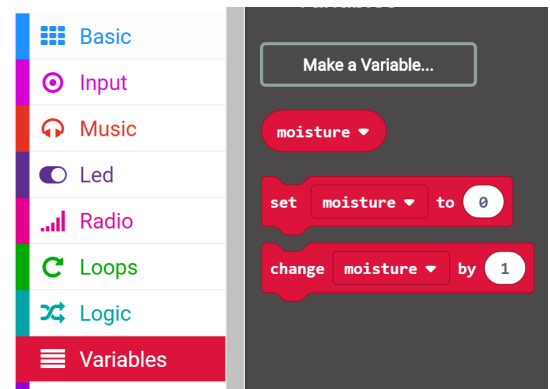 Basic
Input
Music
Led
Radio
Loops
Logic
Variables
Make a Variable...
moisture
set moisture to 0
change moisture by 1